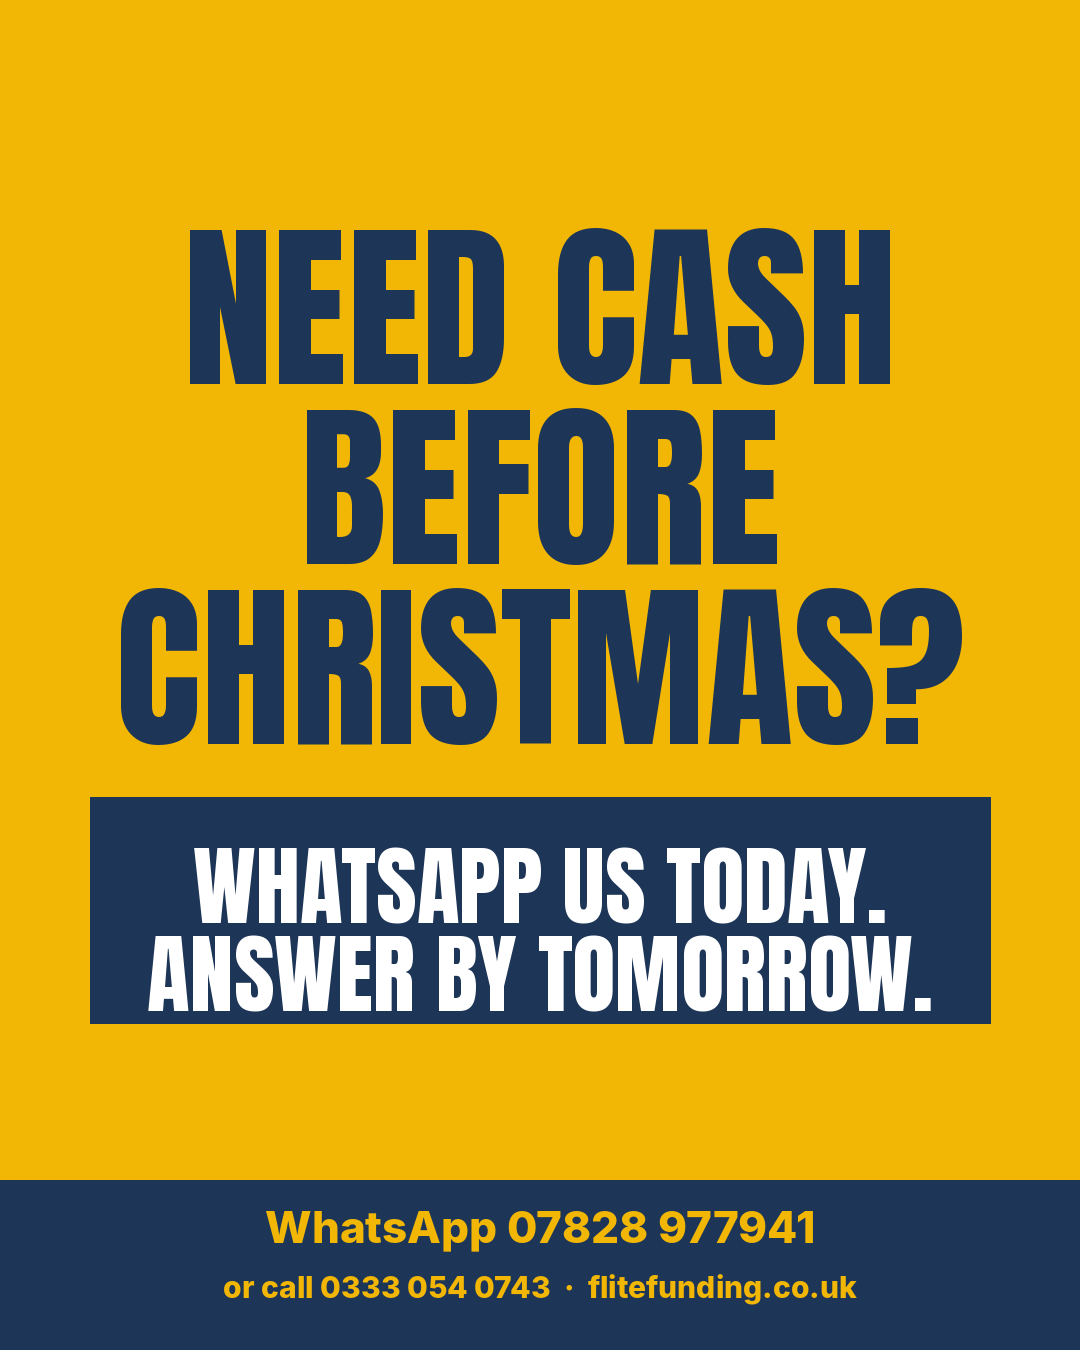 NEED CASH
BEFORE
CHRISTMAS?
WHATSAPP US TODAY.
ANSWER BY TOMORROW.
WhatsApp 07828 977941
or call 0333 054 0743 · flitefunding.co.uk